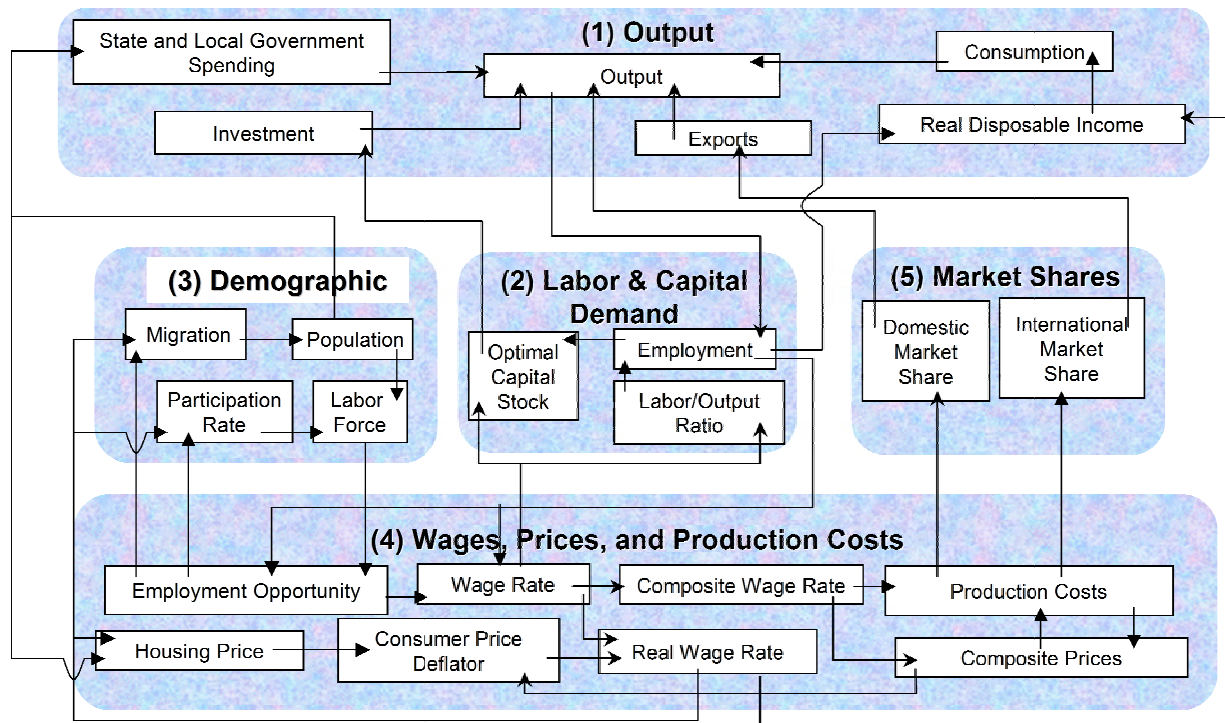 (1) Output
State and Local Government
Spending
Output
Consumption
Investment
Exports
Real Disposable Income
(3) Demographic
Migration
Population
Participation
Rate
Labor
Force
(2) Labor & Capital
Demand
Optimal
Capital
Stock
Employment
Labor/Output
Ratio
(5) Market Shares
Domestic
Market
Share
International
Market
Share
(4) Wages, Prices, and Production Costs
Employment Opportunity
Wage Rate
Composite Wage Rate
Production Costs
Housing Price
Consumer Price
Deflator
Real Wage Rate
Composite Prices